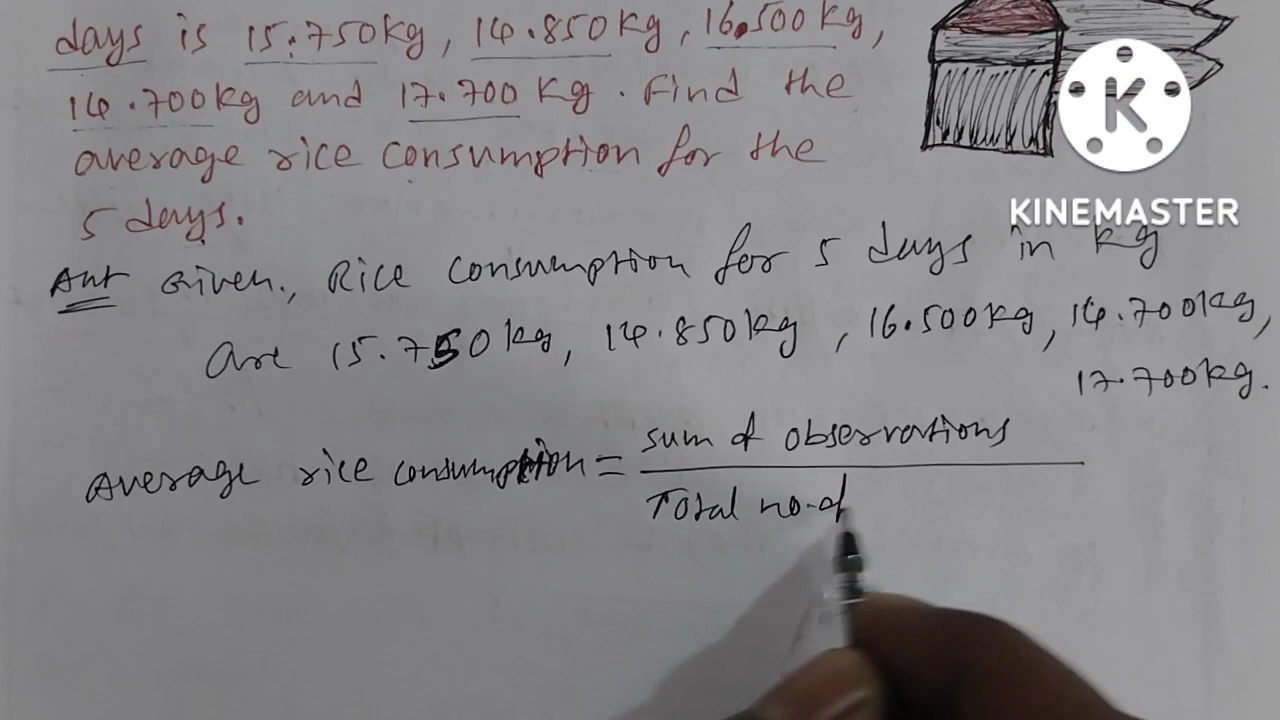 days is 15.750kg, 14.850kg, 16.500kg,
14.700kg and 17.700 kg. Find the
average rice consumption for the
5 days.
K
KINEMASTER
Ans Given., Rice consumption for 5 days in kg
are 15.750kg, 14.850kg, 16.500kg, 14.700kg,
17.700kg.
Average rice consumption = sum of observations
Total no.of